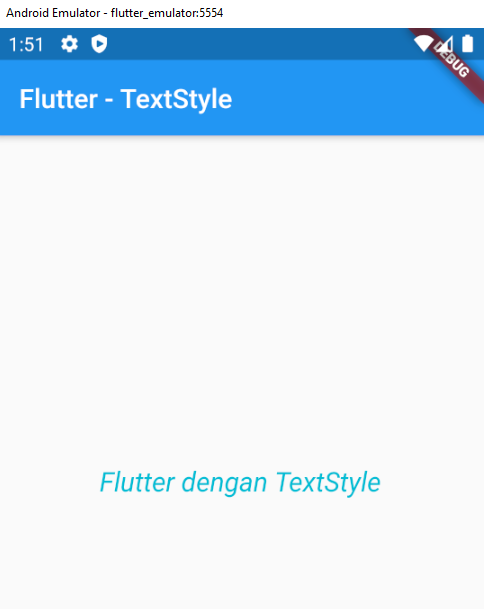 Android Emulator - flutter_emulator:5554
1:51
DEBUG
Flutter - TextStyle
Flutter dengan TextStyle